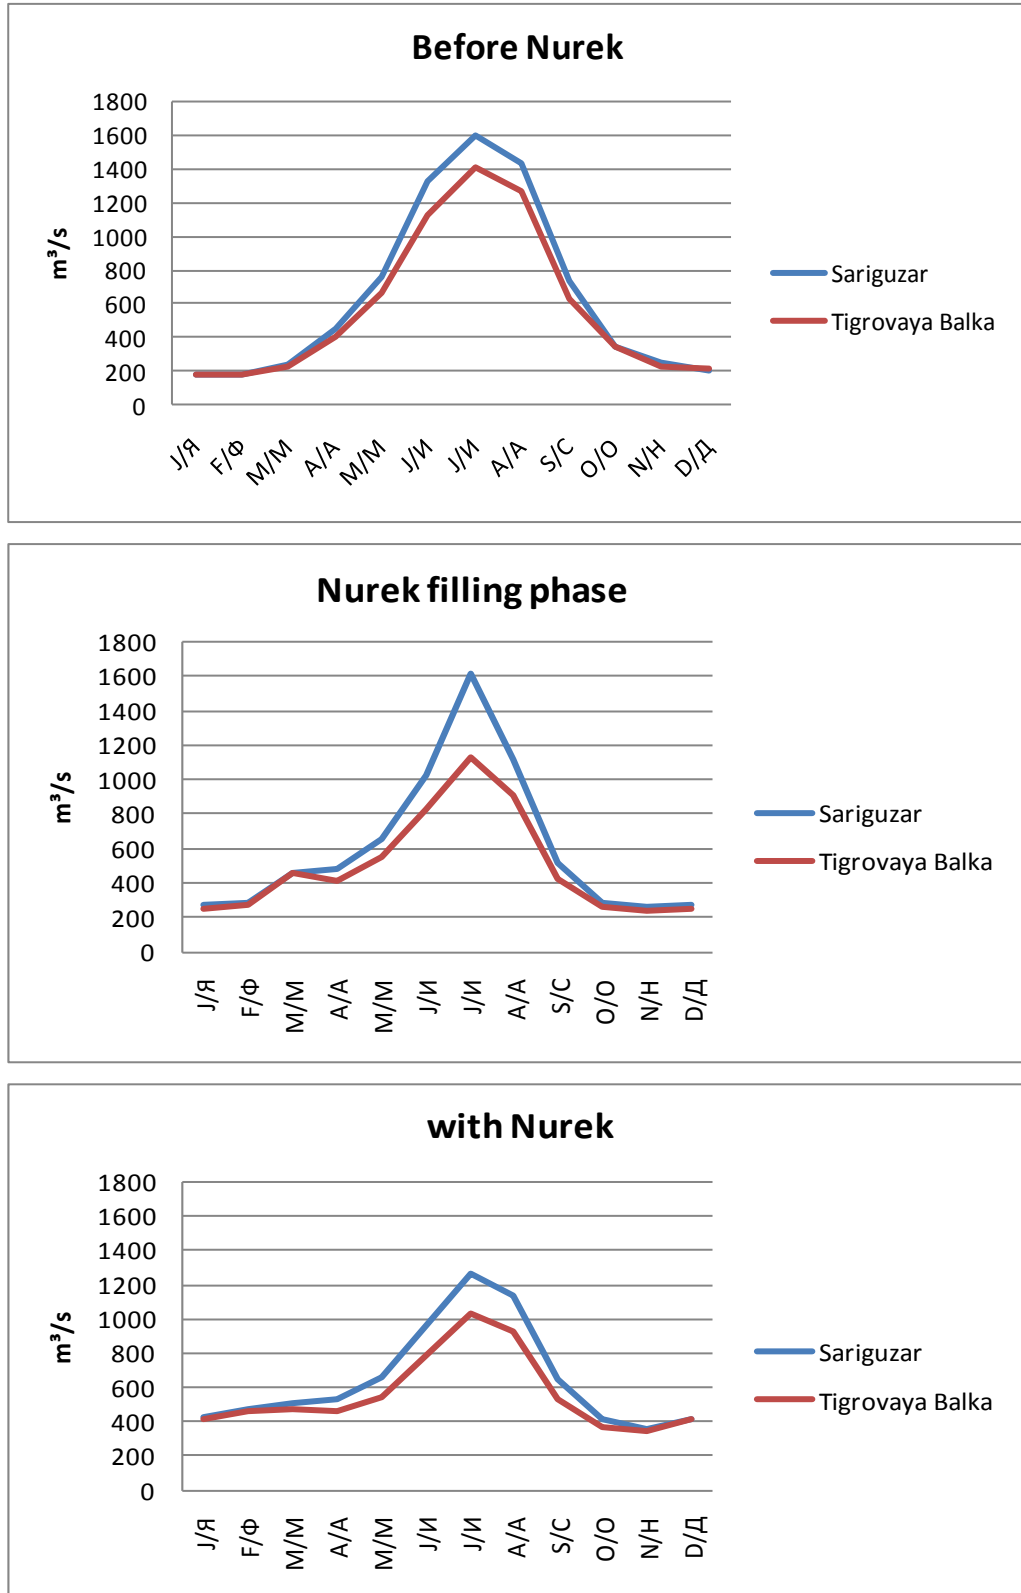 Before Nurek
1800
1600
1400
1200
1000
800
600
400
200
0
m³/s
J/Я F/Ф M/M A/A M/M J/И J/И A/A S/C O/O N/H D/Д
Sariguzar
Tigrovaya Balka
Nurek filling phase
1800
1600
1400
1200
1000
800
600
400
200
0
m³/s
J/Я F/Ф M/M A/A M/M J/И J/И A/A S/C O/O N/H D/Д
Sariguzar
Tigrovaya Balka
with Nurek
1800
1600
1400
1200
1000
800
600
400
200
0
m³/s
J/Я F/Ф M/M A/A M/M J/И J/И A/A S/C O/O N/H D/Д
Sariguzar
Tigrovaya Balka